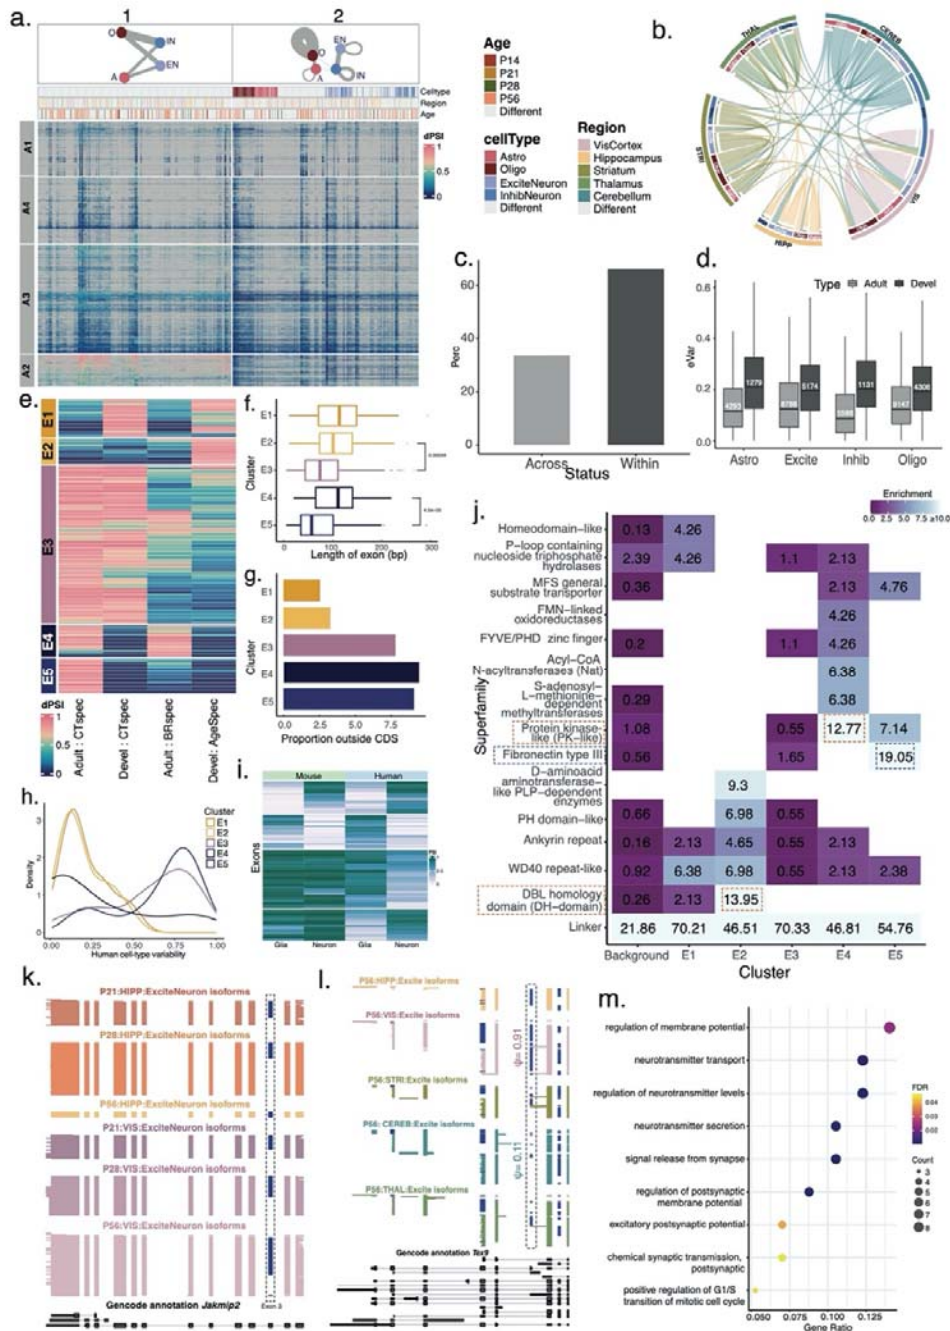 a.
1
2
O
IN
EN
A
EN
O
A
IN
Celltype
Region
Age
A1
A4
A3
A2
dPSI
1
0.5
0
Age
P14
P21
P28
P56
Different
cellType
Astro
Oligo
ExciteNeuron
InhibNeuron
Different
Region
VisCortex
Hippocampus
Striatum
Thalamus
Cerebellum
Different
b.
THAL
CEREB
STRI
VIS
HIPP
c.
Perc
60
40
20
0
Across
Within
Status
d.
Type
Adult
Devel
eVar
0.6
0.4
0.2
0.0
4293
1279
5174
1131
4306
Astro
Excite
Inhib
Oligo
e.
E1
E2
E3
E4
E5
dPSI
1
0.5
0
Adult : CTspec
Devel : CTspec
Adult : BRspec
Devel: AgeSpec
f.
Cluster
E1
E2
E3
E4
E5
0
100
200
300
Length of exon (bp)
g.
Cluster
E1
E2
E3
E4
E5
0.0
2.5
5.0
7.5
Proportion outside CDS
h.
Density
3
2
1
0
0.00
0.25
0.50
0.75
1.00
Human cell-type variability
Cluster
E1
E2
E3
E4
E5
i.
Mouse
Human
Exons
Glia
Neuron
Glia
Neuron
j.
Enrichment
0.0 2.5 5.0 7.5 ≥10.0
Superfamily
Homeodomain-like
0.13 4.26
P-loop containing
nucleoside triphosphate
hydrolases
2.39 4.26 1.1 2.13
MFS general
substrate transporter
0.36 2.13 4.76
FMN-linked
oxidoreductases
4.26
FYVE/PHD zinc finger
0.2 1.1 4.26
Acyl-CoA
N-acyltransferases (Nat)
6.38
S-adenosyl-
L-methionine-
dependent
methyltransferases
0.29 6.38
Protein kinase-
like (PK-like)
1.08 0.55 12.77 7.14
Fibronectin type III
0.56 1.65 19.05
D-aminoacid
aminotransferase-
like PLP-dependent
enzymes
9.3
PH domain-like
0.66 6.98 0.55
Ankyrin repeat
0.16 2.13 4.65 0.55 2.13
WD40 repeat-like
0.92 6.38 6.98 0.55 2.13 2.38
DBL homology
domain (DH-domain)
0.26 2.13 13.95
Linker
21.86 70.21 46.51 70.33 46.81 54.76
Background E1 E2 E3 E4 E5
Cluster
k.
P21:HIPP:ExciteNeuron isoforms
P28:HIPP:ExciteNeuron isoforms
P56:HIPP:ExciteNeuron isoforms
P21:VIS:ExciteNeuron isoforms
P28:VIS:ExciteNeuron isoforms
P56:VIS:ExciteNeuron isoforms
Gencode annotation Jakmip2
l.
P56:HIPP:Excite isoforms
P56:VIS:Excite isoforms
ψ= 0.91
P56:STRI:Excite isoforms
P56: CEREB:Excite isoforms
ψ= 0.11
P56:THAL:Excite isoforms
Gencode annotation Tex9
m.
regulation of membrane potential
neurotransmitter transport
regulation of neurotransmitter levels
neurotransmitter secretion
signal release from synapse
regulation of postsynaptic
membrane potential
excitatory postsynaptic potential
chemical synaptic transmission,
postsynaptic
positive regulation of G1/S
transition of mitotic cell cycle
0.050
0.075
0.100
0.125
Gene Ratio
FDR
0.04
0.03
0.02
Count
3
4
5
6
7
8